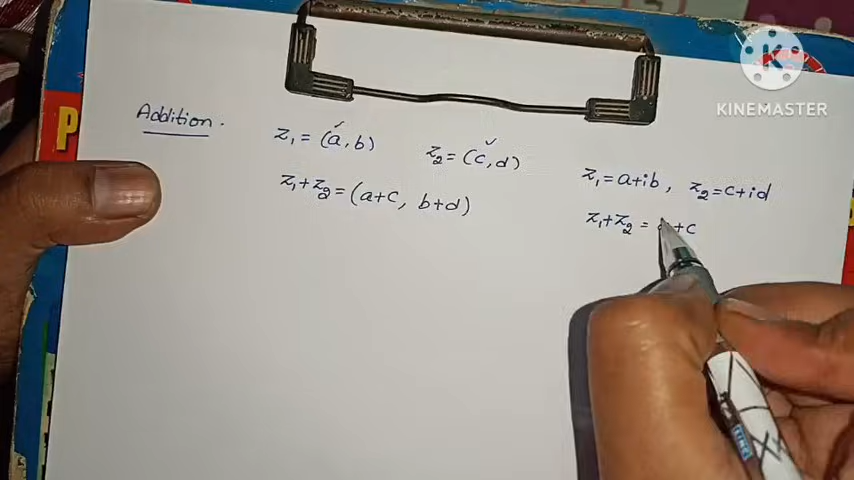 Addition.
z₁ = (a, b)
z₂ = (c, d)
z₁+z₂ = (a+c, b+d)
z₁ = a+ib, z₂ = c+id
z₁+z₂ = a+c
KINEMASTER
P